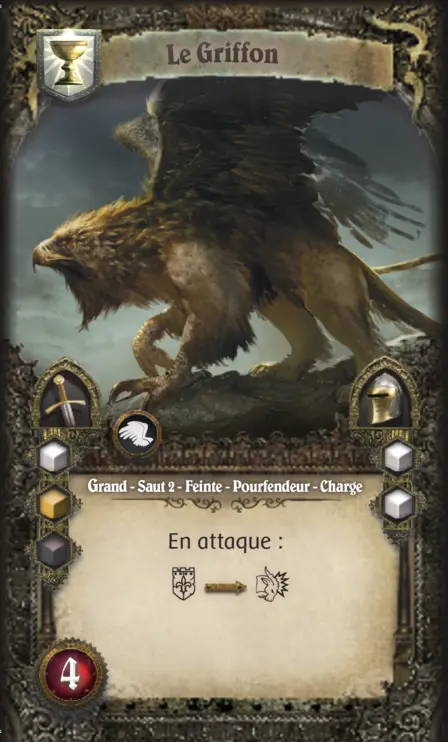 Le Griffon
Grand - Saut 2 - Feinte - Pourfendeur - Charge
En attaque :
4